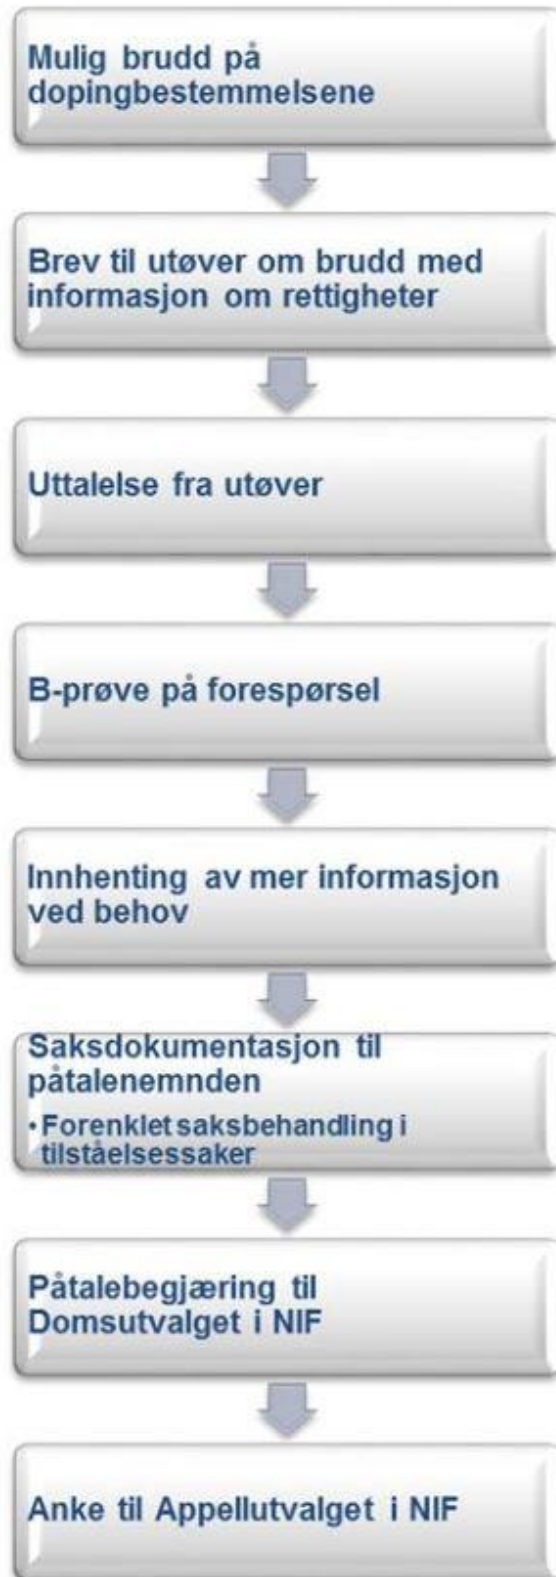 Mulig brudd på
dopingbestemmelsene
Brev til utøver om brudd med
informasjon om rettigheter
Uttalelse fra utøver
B-prøve på forespørsel
Innhenting av mer informasjon
ved behov
Saksdokumentasjon til
påtalenemnden
• Forenklet saksbehandling i
tilståelsessaker
Påtalebegjæring til
Domsutvalget i NIF
Anke til Appellutvalget i NIF